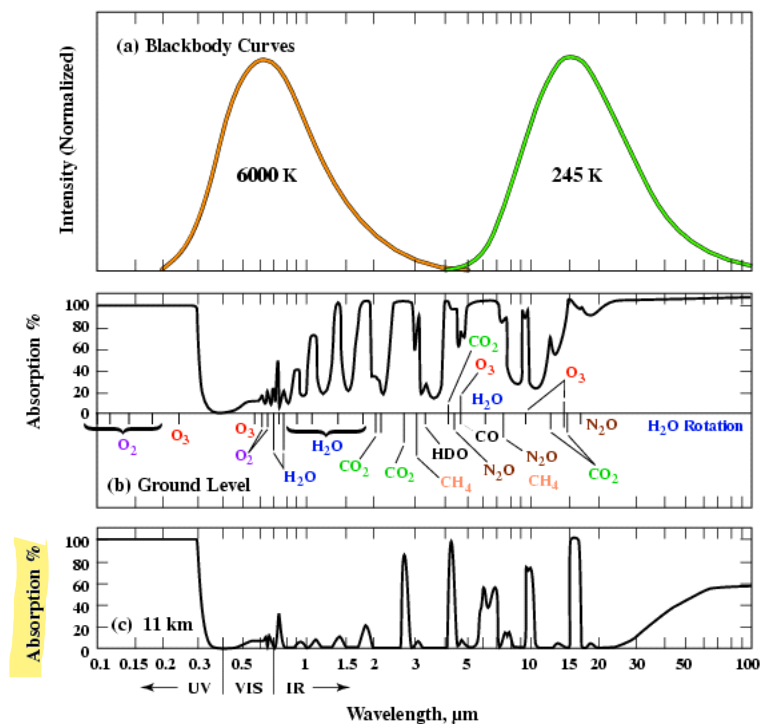 (a) Blackbody Curves
Intensity (Normalized)
6000 K
245 K
Absorption %
100
80
60
40
20
0
CO2
O3
O3
H2O
O2
O3
O3
O2
H2O
H2O
CO2
CO2
HDO
CH4
CO
N2O
N2O
CH4
N2O
CO2
H2O Rotation
(b) Ground Level
Absorption %
100
80
60
40
20
0
(c) 11 km
0.1 0.15 0.2 0.3 0.5 1 1.5 2 3 5 10 15 20 30 50 100
UV VIS IR
Wavelength, µm